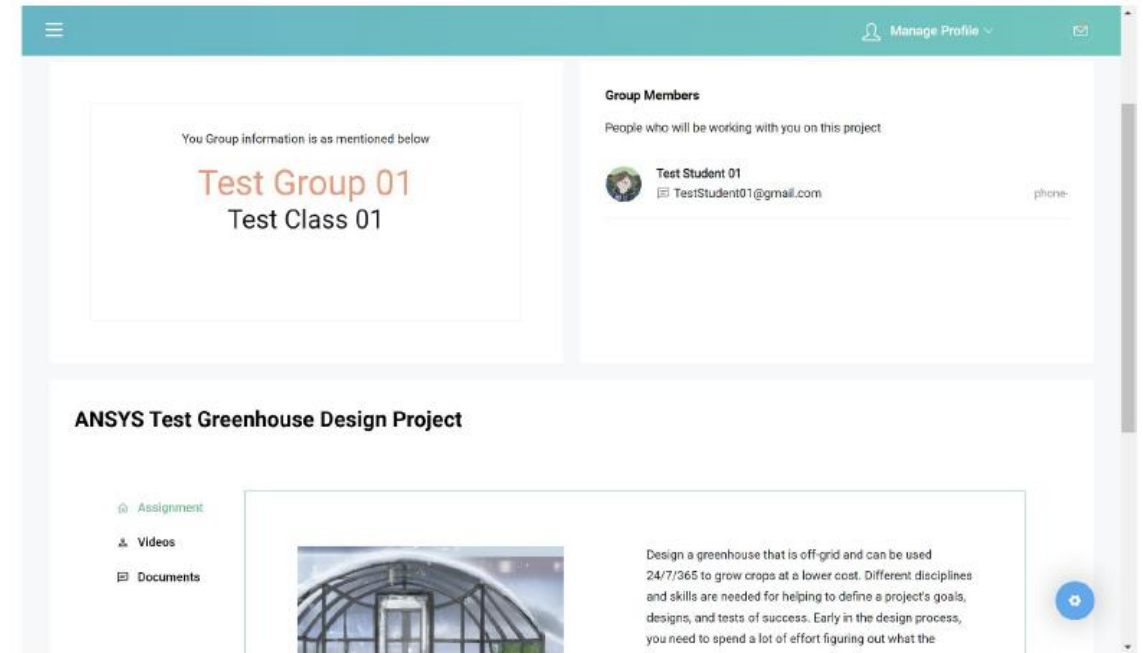 Manage Profile
You Group information is as mentioned below
Test Group 01
Test Class 01
Group Members
People who will be working with you on this project
Test Student 01
TestStudent01@gmail.com
phone-
ANSYS Test Greenhouse Design Project
Assignment
Videos
Documents
Design a greenhouse that is off-grid and can be used
24/7/365 to grow crops at a lower cost. Different disciplines
and skills are needed for helping to define a project's goals,
designs, and tests of success. Early in the design process,
you need to spend a lot of effort figuring out what the